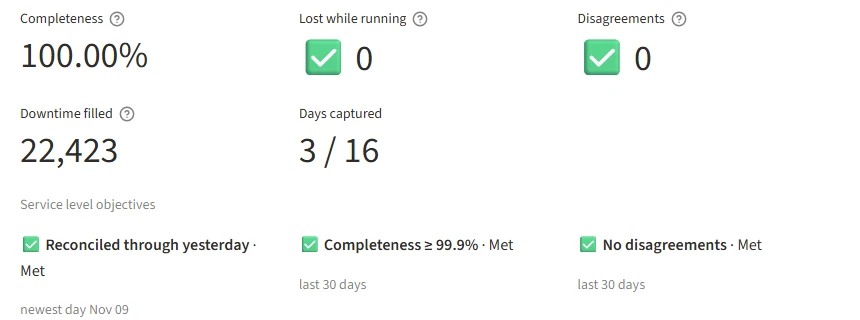 Completeness
Lost while running
Disagreements
100.00%
0
0
Downtime filled
Days captured
22,423
3 / 16
Service level objectives
Reconciled through yesterday ·
Met
Completeness ≥ 99.9% · Met
No disagreements · Met
newest day Nov 09
last 30 days
last 30 days